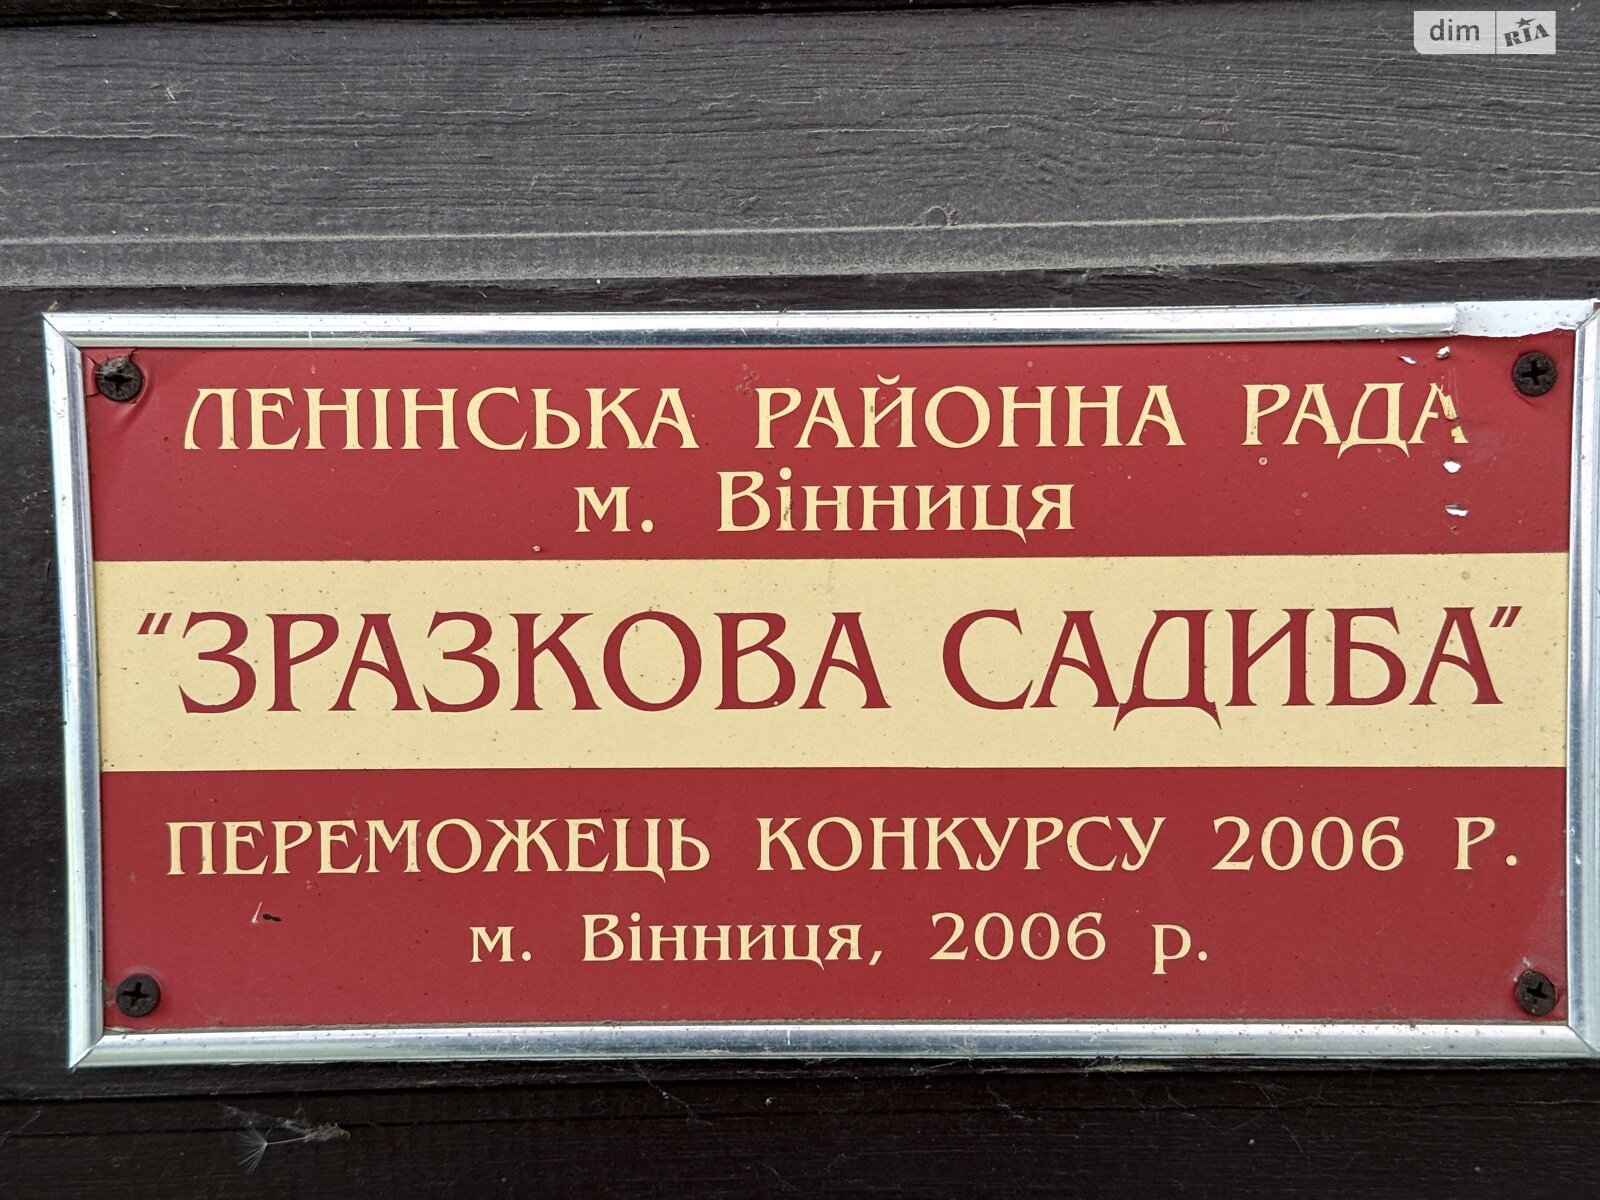 dim RIA
ЛЕНІНСЬКА РАЙОННА РАДА
м. Вінниця
"ЗРАЗКОВА САДИБА"
ПЕРЕМОЖЕЦЬ КОНКУРСУ 2006 Р.
м. Вінниця, 2006 р.